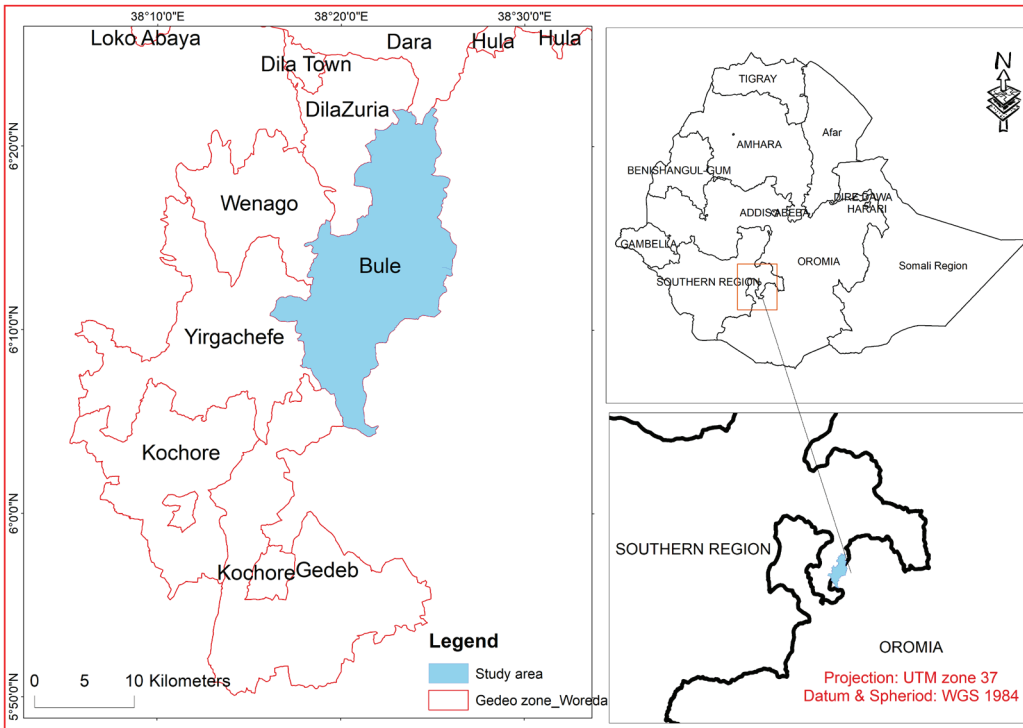 38°10'0"E 38°20'0"E 38°30'0"E
Loko Abaya
Dara
Hula
Hula
Dila Town
DilaZuria
6°20'0"N
Wenago
Bule
6°10'0"N
Yirgachefe
Kochore
6°0'0"N
Kochore
Gedeb
5°50'0"N
0 5 10 Kilometers
Legend
Study area
Gedeo zone_Woreda
N
TIGRAY
Afar
AMHARA
BENISHANGUL-GUM
DIRE DAWA
HARARI
ADDIS ABEBA
GAMBELLA
OROMIA
Somali Region
SOUTHERN REGION
SOUTHERN REGION
OROMIA
Projection: UTM zone 37
Datum & Spheriod: WGS 1984